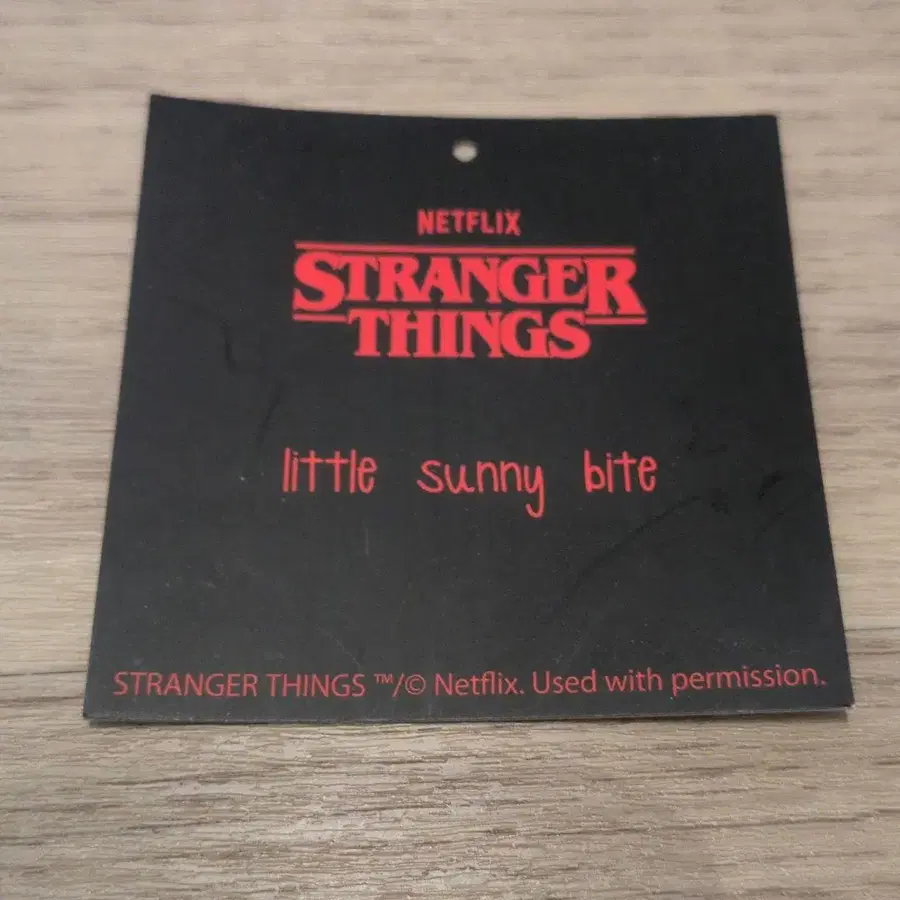 NETFLIX
STRANGER
THINGS
little sunny bite
STRANGER THINGS ™/© Netflix. Used with permission.